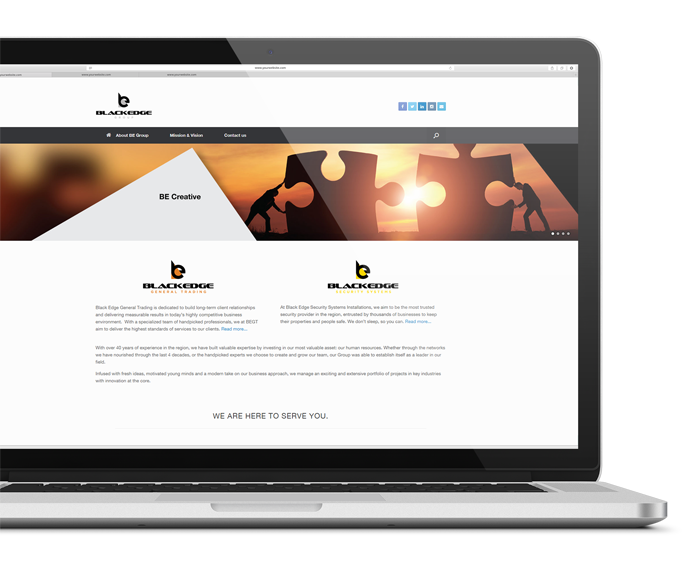 www.yourwebsite.com
www.yourwebsite.com www.yourwebsite.com
BLACKEDGE
GROUP
About BE Group Mission & Vision Contact us
BE Creative
BLACKEDGE
GENERAL TRADING
Black Edge General Trading is dedicated to build long-term client relationships
and delivering measurable results in today's highly competitive business
environment. With a specialized team of handpicked professionals, we at BEGT
aim to deliver the highest standards of services to our clients. Read more...
BLACKEDGE
SECURITY SYSTEMS
At Black Edge Security Systems Installations, we aim to be the most trusted
security provider in the region, entrusted by thousands of businesses to keep
their properties and people safe. We don't sleep, so you can. Read more...
With over 40 years of experience in the region, we have built valuable expertise by investing in our most valuable asset: our human resources. Whether through the networks
we have nourished through the last 4 decades, or the handpicked experts we choose to create and grow our team, our Group was able to establish itself as a leader in our
field.
Infused with fresh ideas, motivated young minds and a modern take on our business approach, we manage an exciting and extensive portfolio of projects in key industries
with innovation at the core.
WE ARE HERE TO SERVE YOU.